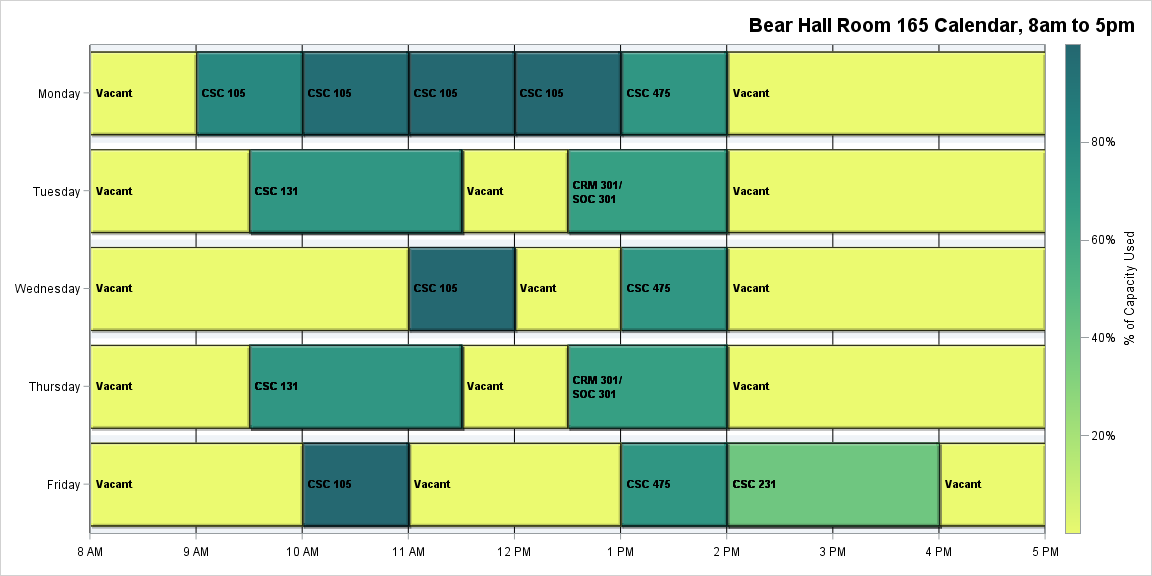 Bear Hall Room 165 Calendar, 8am to 5pm
Monday
Vacant
CSC 105
CSC 105
CSC 105
CSC 105
CSC 475
Vacant
Tuesday
Vacant
CSC 131
Vacant
CRM 301/
SOC 301
Vacant
Wednesday
Vacant
CSC 105
Vacant
CSC 475
Vacant
Thursday
Vacant
CSC 131
Vacant
CRM 301/
SOC 301
Vacant
Friday
Vacant
CSC 105
Vacant
CSC 475
CSC 231
Vacant
8 AM
9 AM
10 AM
11 AM
12 PM
1 PM
2 PM
3 PM
4 PM
5 PM
80%
60%
40%
20%
% of Capacity Used